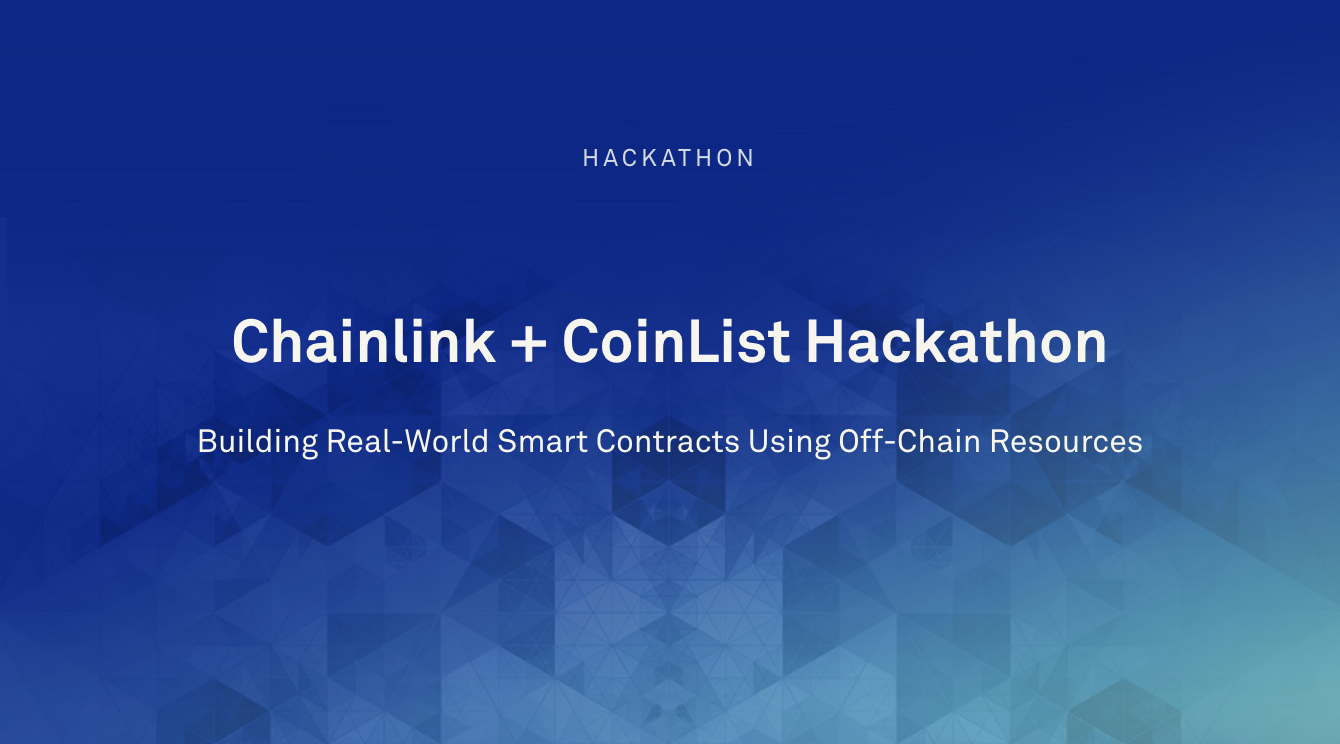 HACKATHON
Chainlink + CoinList Hackathon
Building Real-World Smart Contracts Using Off-Chain Resources